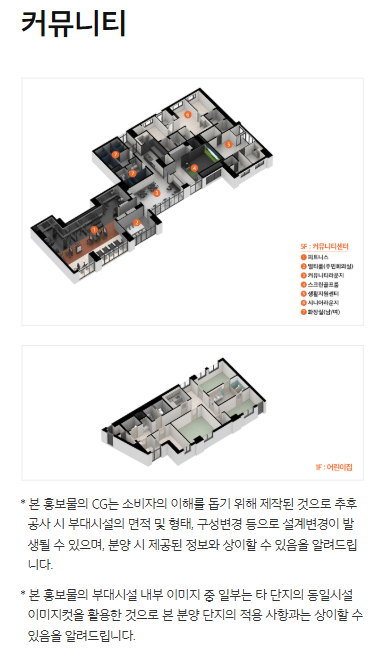 커뮤니티
5F : 커뮤니티센터
1 피트니스
2 멀티룸(주민회의실)
3 커뮤니티라운지
4 스크린골프룸
5 생활지원센터
6 시니어라운지
7 화장실(남/여)
1F : 어린이집
* 본 홍보물의 CG는 소비자의 이해를 돕기 위해 제작된 것으로 추후
공사 시 부대시설의 면적 및 형태, 구성변경 등으로 설계변경이 발
생될 수 있으며, 분양 시 제공된 정보와 상이할 수 있음을 알려드립
니다.
* 본 홍보물의 부대시설 내부 이미지 중 일부는 타 단지의 동일시설
이미지컷을 활용한 것으로 본 분양 단지의 적용 사항과는 상이할 수
있음을 알려드립니다.